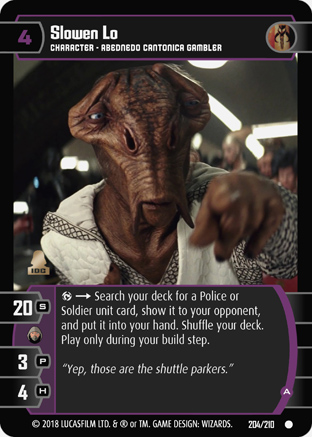 4
Slowen Lo
CHARACTER - ABEDNEDO CANTONICA GAMBLER
IDC
20 S
3 P
4 H
→ Search your deck for a Police or
Soldier unit card, show it to your opponent,
and put it into your hand. Shuffle your deck.
Play only during your build step.
“Yep, those are the shuttle parkers.”
A
© 2018 LUCASFILM LTD. & ® or TM. GAME DESIGN: WIZARDS. 204/210